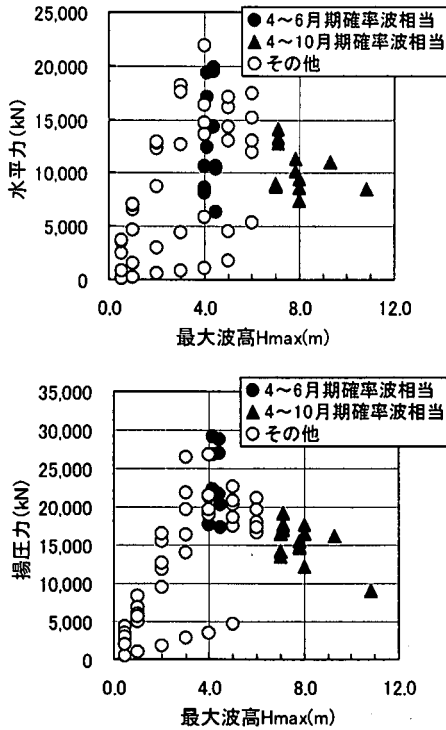 ●4～6月期確率波相当
▲4～10月期確率波相当
○その他
水平力(kN)
25,000
20,000
15,000
10,000
5,000
0
0.0 4.0 8.0 12.0
最大波高Hmax(m)
●4～6月期確率波相当
▲4～10月期確率波相当
○その他
揚圧力(kN)
35,000
30,000
25,000
20,000
15,000
10,000
5,000
0
0.0 4.0 8.0 12.0
最大波高Hmax(m)